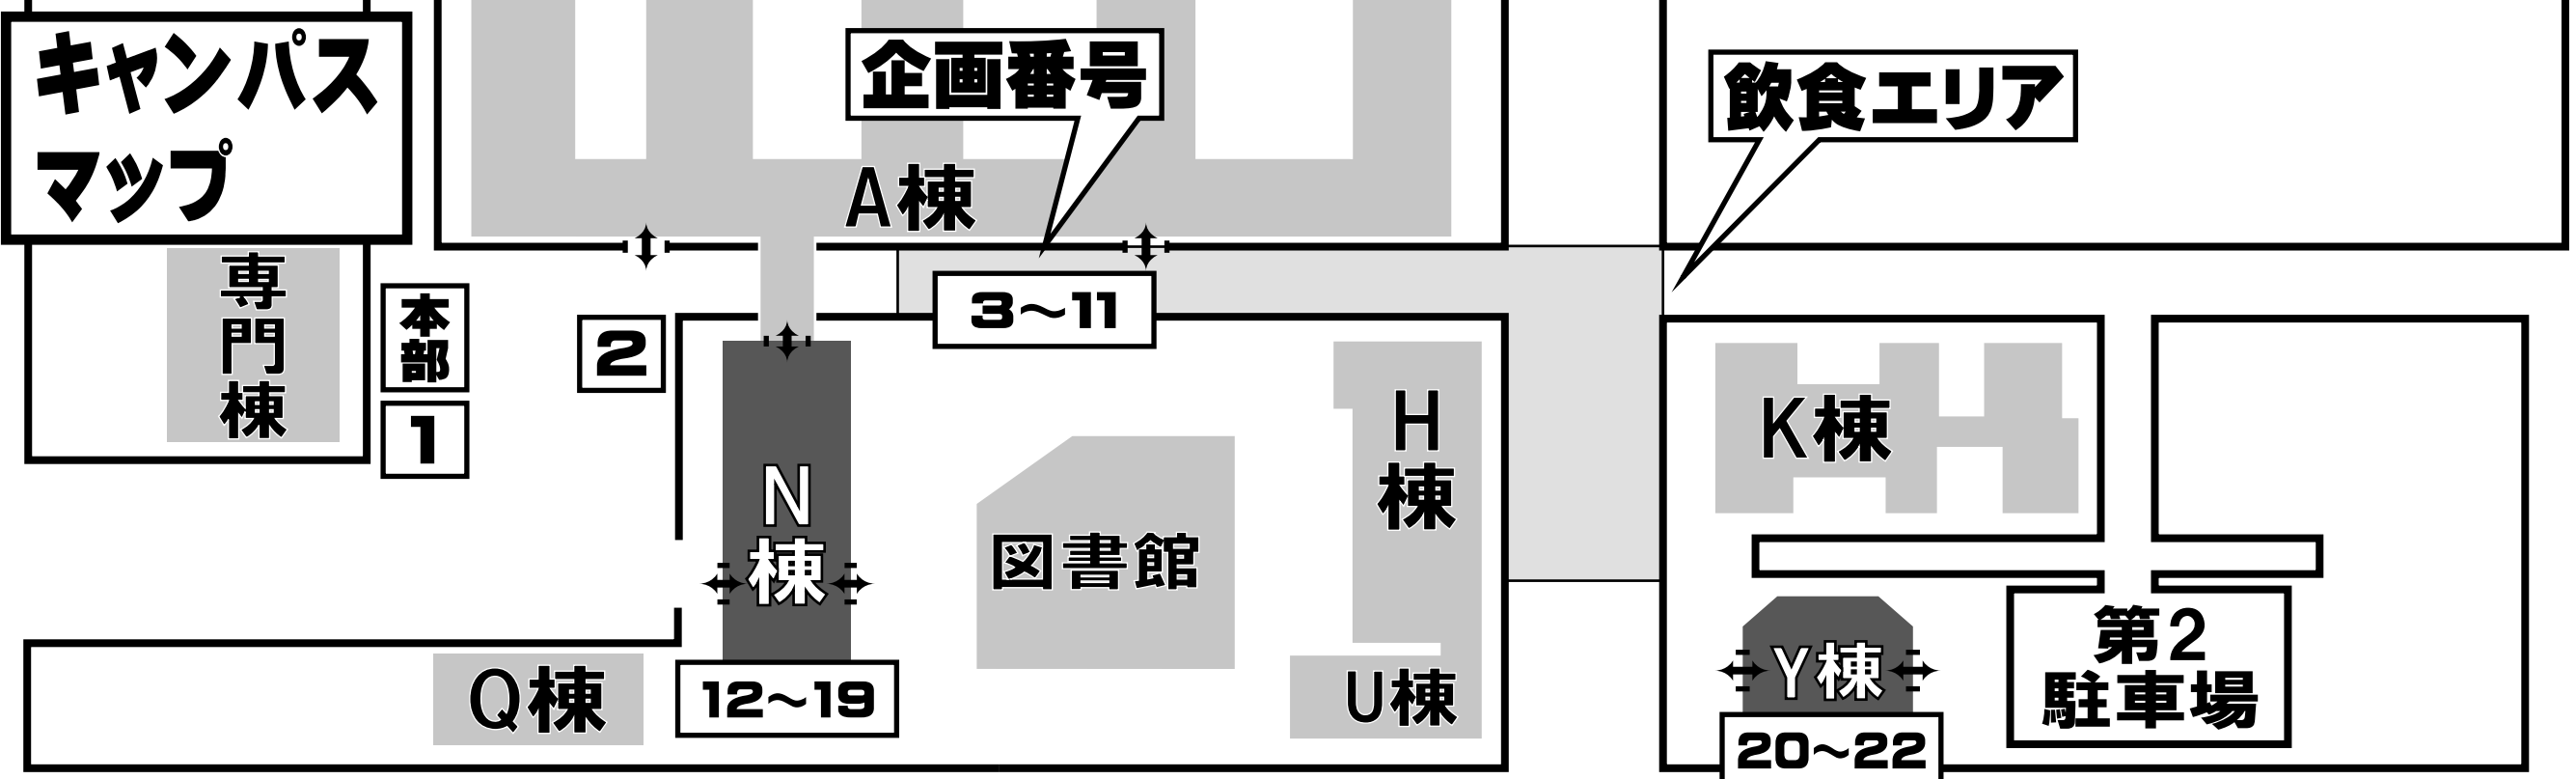 キャンパス
マップ
企画番号
飲食エリア
A棟
専門棟
本部
1
2
3～11
N棟
12～19
図書館
H棟
U棟
Q棟
K棟
Y棟
20～22
第2
駐車場